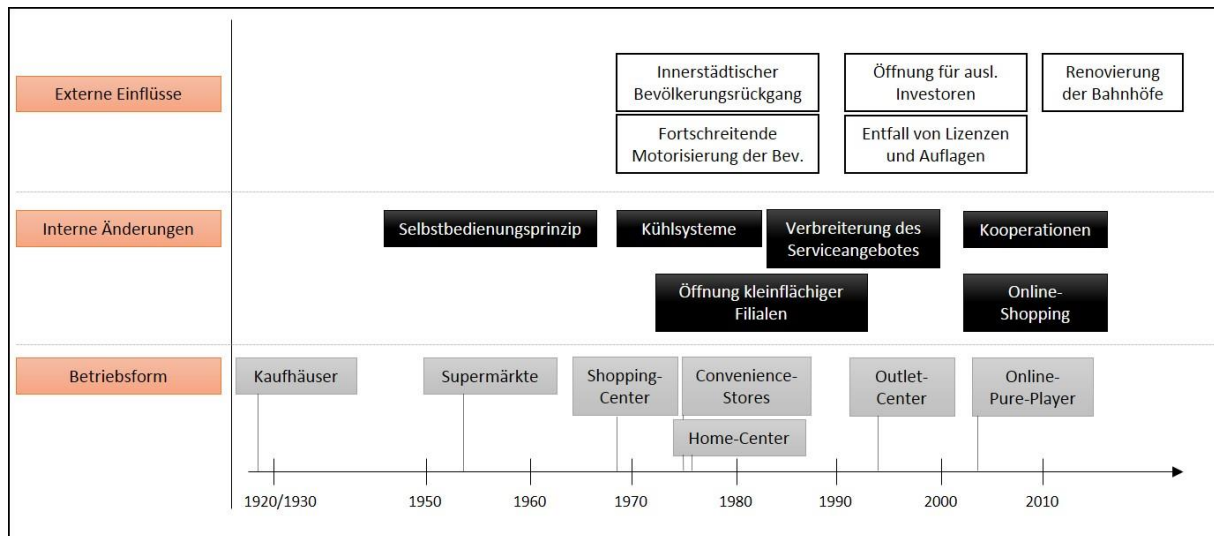 Externe Einflüsse
Innerstädtischer
Bevölkerungsrückgang
Öffnung für ausl.
Investoren
Renovierung
der Bahnhöfe
Fortschreitende
Motorisierung der Bev.
Entfall von Lizenzen
und Auflagen
Interne Änderungen
Selbstbedienungsprinzip
Kühlsysteme
Verbreiterung des
Serviceangebotes
Kooperationen
Öffnung kleinflächiger
Filialen
Online-
Shopping
Betriebsform
Kaufhäuser
Supermärkte
Shopping-
Center
Convenience-
Stores
Outlet-
Center
Online-
Pure-Player
Home-Center
1920/1930
1950
1960
1970
1980
1990
2000
2010